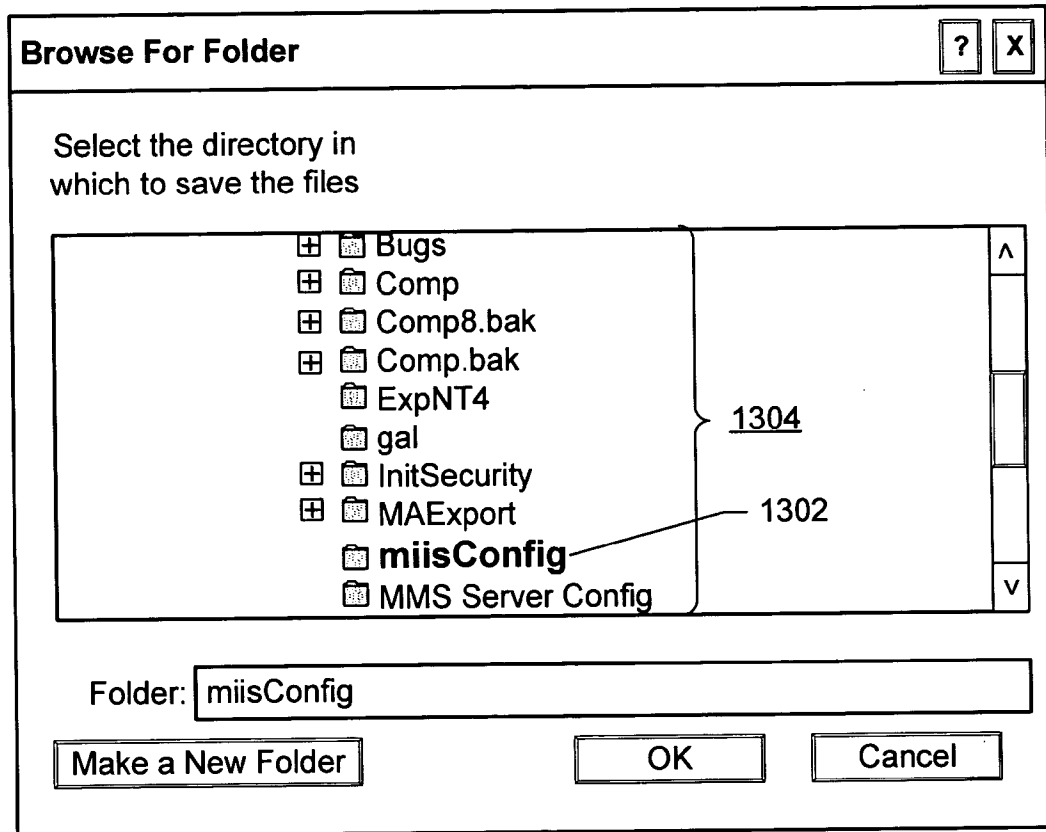 Browse For Folder ? X
Select the directory in
which to save the files
Bugs
Comp
Comp8.bak
Comp.bak
ExpNT4
gal
1304
InitSecurity
MAExport
1302
miisConfig
MMS Server Config
Folder: miisConfig
Make a New Folder OK Cancel